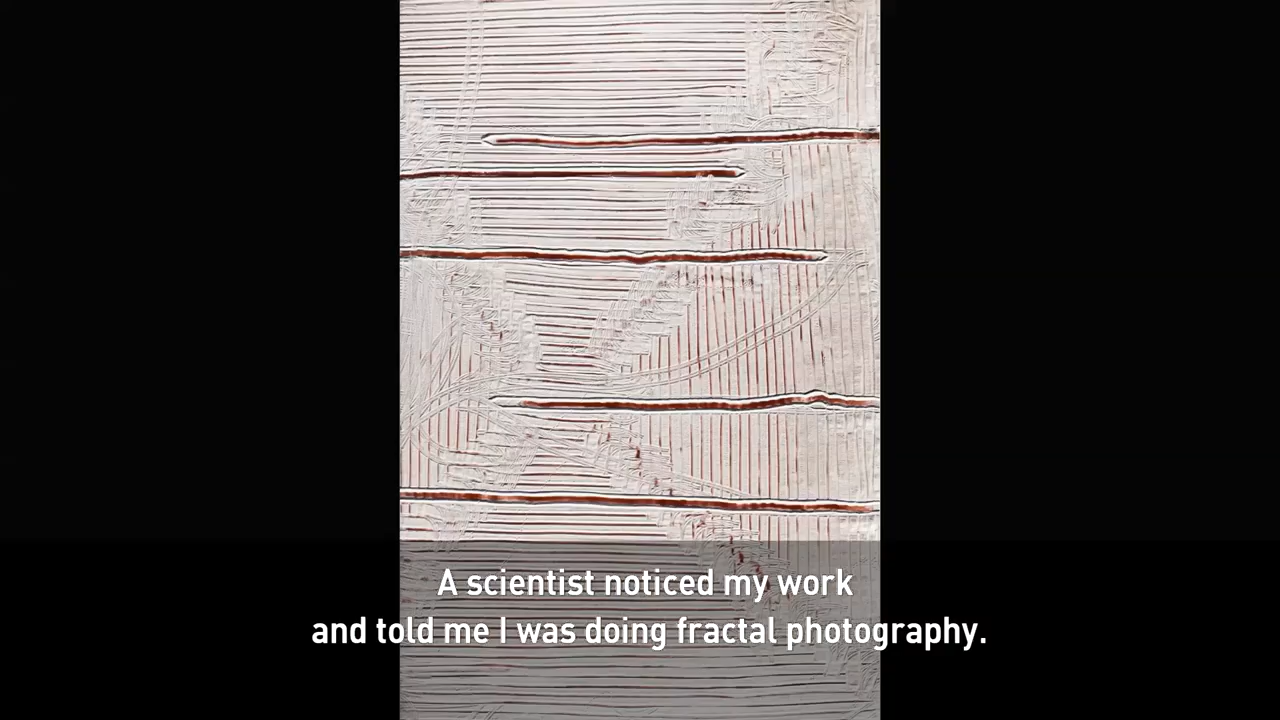 A scientist noticed my work
and told me I was doing fractal photography.